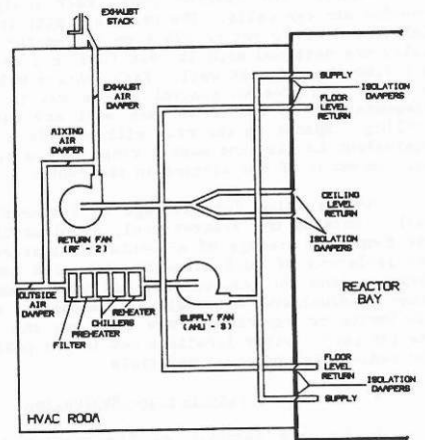 EXHAUST
STACK
EXHAUST
AIR
DAMPER
MIXING AIR
DAMPER
RETURN FAN
(RF - 2)
OUTSIDE
AIR
DAMPER
FILTER
PREHEATER
CHILLERS
REHEATER
SUPPLY FAN
(AHU - 3)
HVAC ROOM
SUPPLY
FLOOR
LEVEL
RETURN
ISOLATION
DAMPERS
CEILING
LEVEL
RETURN
ISOLATION
DAMPERS
REACTOR
BAY
FLOOR
LEVEL
RETURN
ISOLATION
DAMPERS
SUPPLY